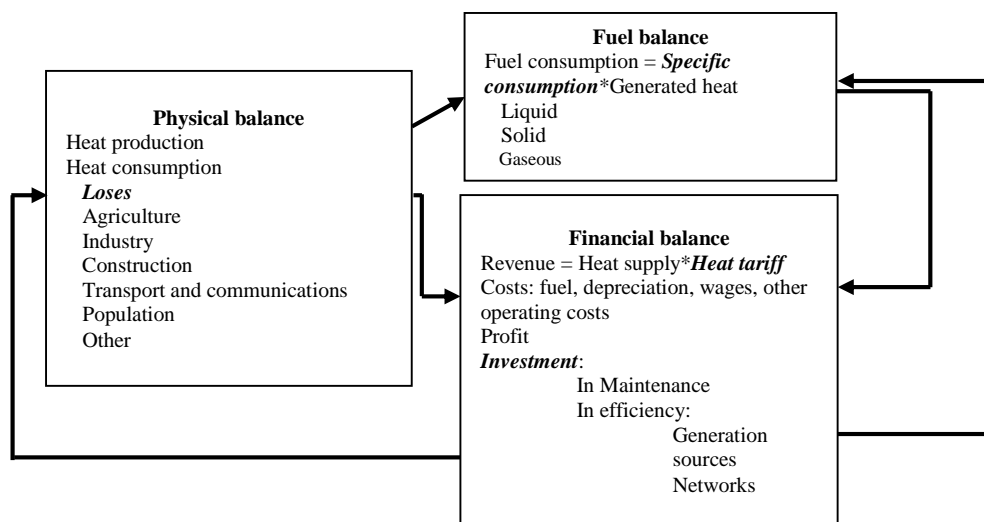 Physical balance
Heat production
Heat consumption
Loses
Agriculture
Industry
Construction
Transport and communications
Population
Other
Fuel balance
Fuel consumption = Specific
consumption*Generated heat
Liquid
Solid
Gaseous
Financial balance
Revenue = Heat supply*Heat tariff
Costs: fuel, depreciation, wages, other
operating costs
Profit
Investment:
In Maintenance
In efficiency:
Generation
sources
Networks